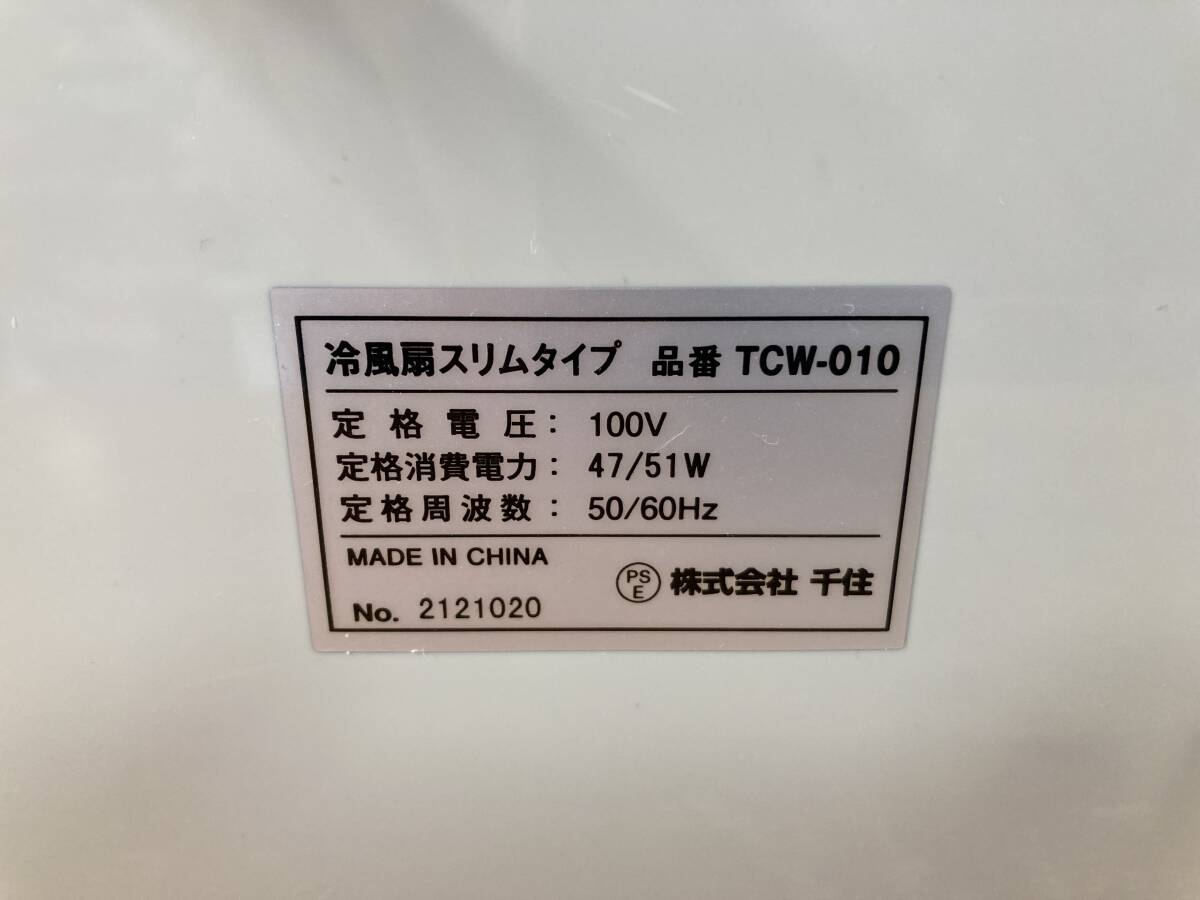 冷風扇スリムタイプ 品番 TCW-010
定格電圧: 100V
定格消費電力: 47/51W
定格周波数: 50/60Hz
MADE IN CHINA
PSE 株式会社 千住
No. 2121020